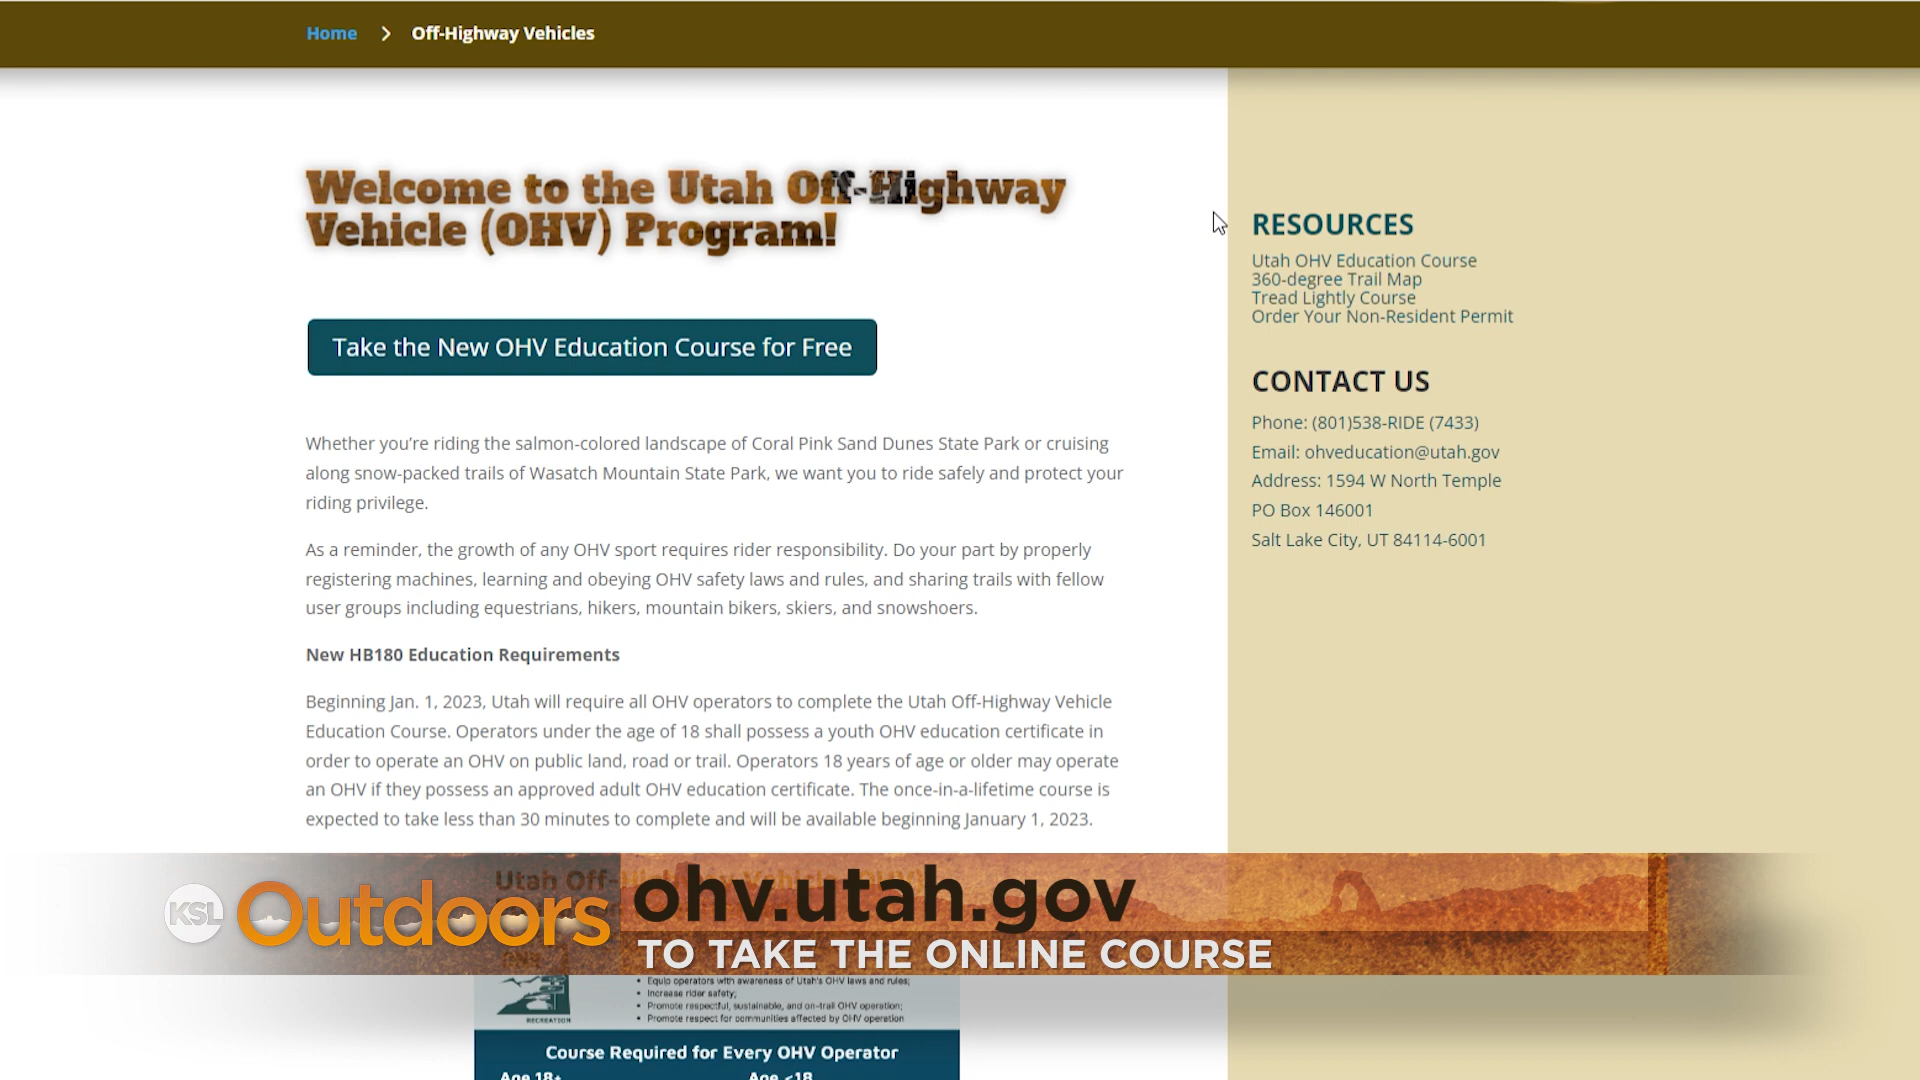 Home > Off-Highway Vehicles
Welcome to the Utah Off-Highway
Vehicle (OHV) Program!
Take the New OHV Education Course for Free
Whether you’re riding the salmon-colored landscape of Coral Pink Sand Dunes State Park or cruising
along snow-packed trails of Wasatch Mountain State Park, we want you to ride safely and protect your
riding privilege.
As a reminder, the growth of any OHV sport requires rider responsibility. Do your part by properly
registering machines, learning and obeying OHV safety laws and rules, and sharing trails with fellow
user groups including equestrians, hikers, mountain bikers, skiers, and snowshoers.
New HB180 Education Requirements
Beginning Jan. 1, 2023, Utah will require all OHV operators to complete the Utah Off-Highway Vehicle
Education Course. Operators under the age of 18 shall possess a youth OHV education certificate in
order to operate an OHV on public land, road or trail. Operators 18 years of age or older may operate
an OHV if they possess an approved adult OHV education certificate. The once-in-a-lifetime course is
expected to take less than 30 minutes to complete and will be available beginning January 1, 2023.
RESOURCES
Utah OHV Education Course
360-degree Trail Map
Tread Lightly Course
Order Your Non-Resident Permit
CONTACT US
Phone: (801)538-RIDE (7433)
Email: ohveducation@utah.gov
Address: 1594 W North Temple
PO Box 146001
Salt Lake City, UT 84114-6001
Utah Off-
KSL Outdoors
ohv.utah.gov
TO TAKE THE ONLINE COURSE
RECREATION
• Equip operators with awareness of Utah's OHV laws and rules;
• Increase rider safety;
• Promote respectful, sustainable, and on-trail OHV operation;
• Promote respect for communities affected by OHV operation
Course Required for Every OHV Operator
Age 18+ Age <18